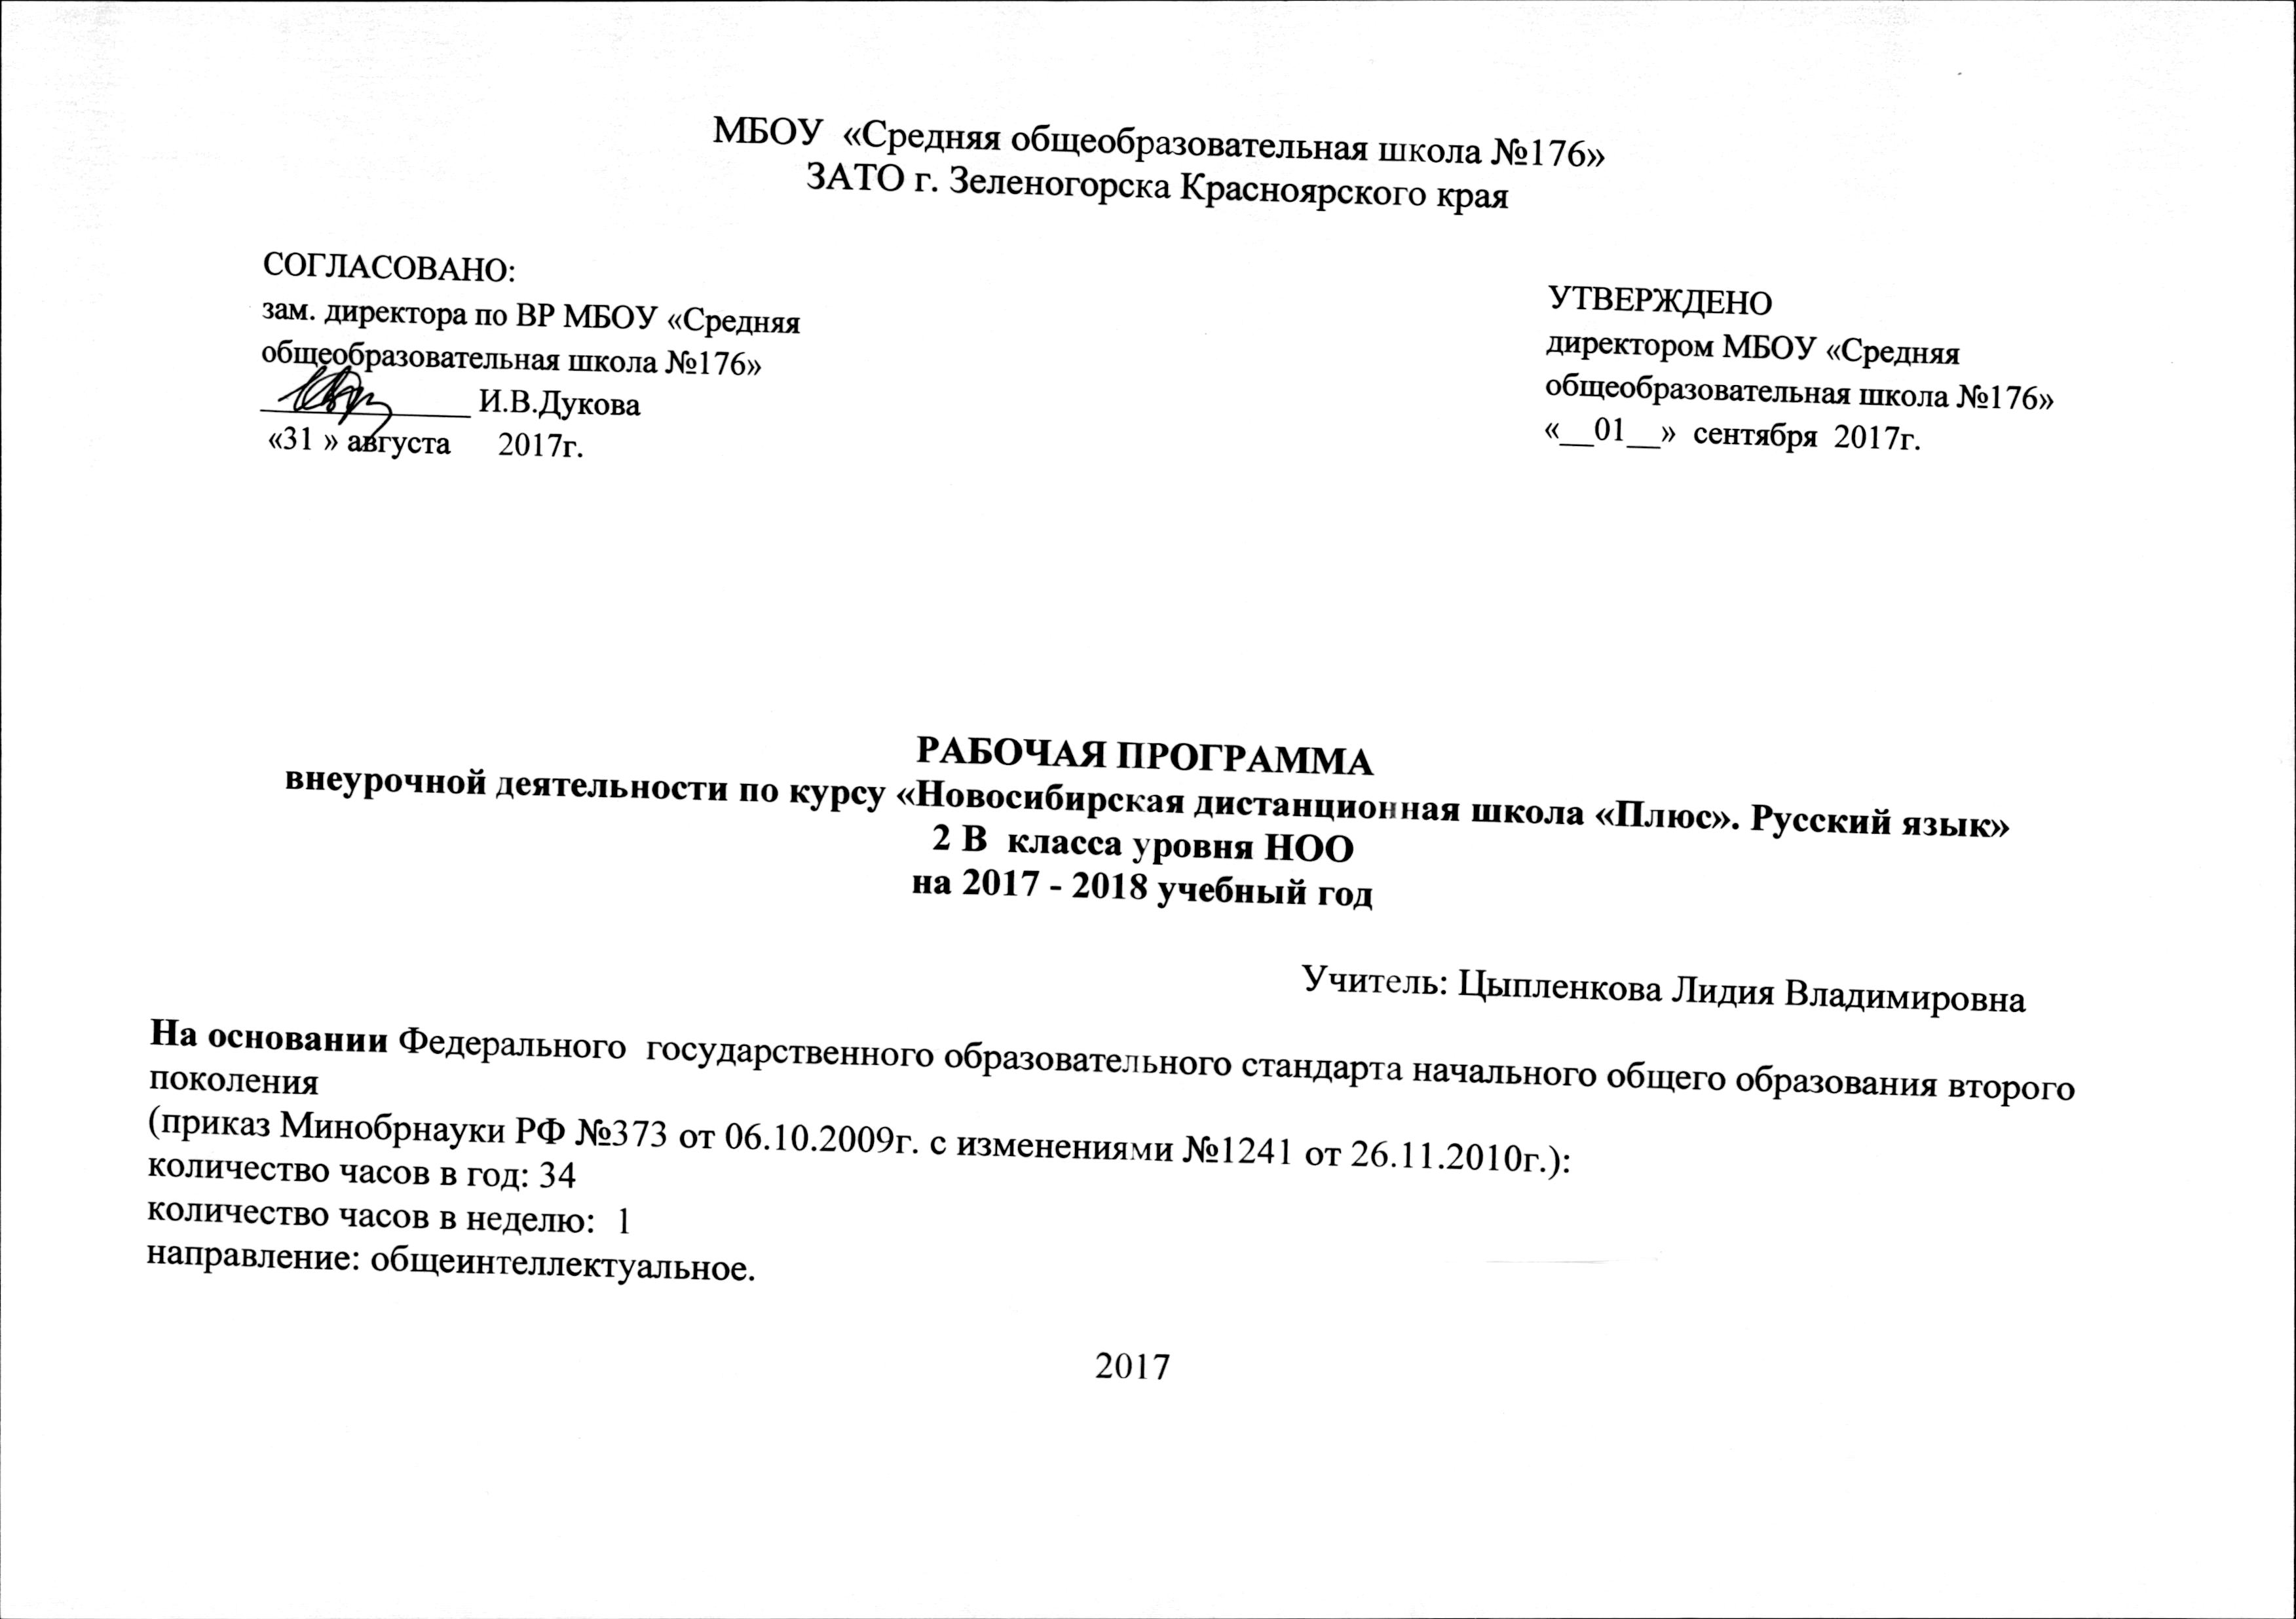 МБОУ «Средняя общеобразовательная школа №176»
ЗАТО г. Зеленогорска Красноярского края
СОГЛАСОВАНО:
зам. директора по ВР МБОУ «Средняя
общеобразовательная школа №176»
_____________ И.В.Дукова
«31 » августа 2017г.
УТВЕРЖДЕНО
директором МБОУ «Средняя
общеобразовательная школа №176»
«__01__» сентября 2017г.
РАБОЧАЯ ПРОГРАММА
внеурочной деятельности по курсу «Новосибирская дистанционная школа «Плюс». Русский язык»
2 В класса уровня НОО
на 2017 - 2018 учебный год
Учитель: Цыпленкова Лидия Владимировна
На основании Федерального государственного образовательного стандарта начального общего образования второго
поколения
(приказ Минобрнауки РФ №373 от 06.10.2009г. с изменениями №1241 от 26.11.2010г.):
количество часов в год: 34
количество часов в неделю: 1
направление: общеинтеллектуальное.
2017